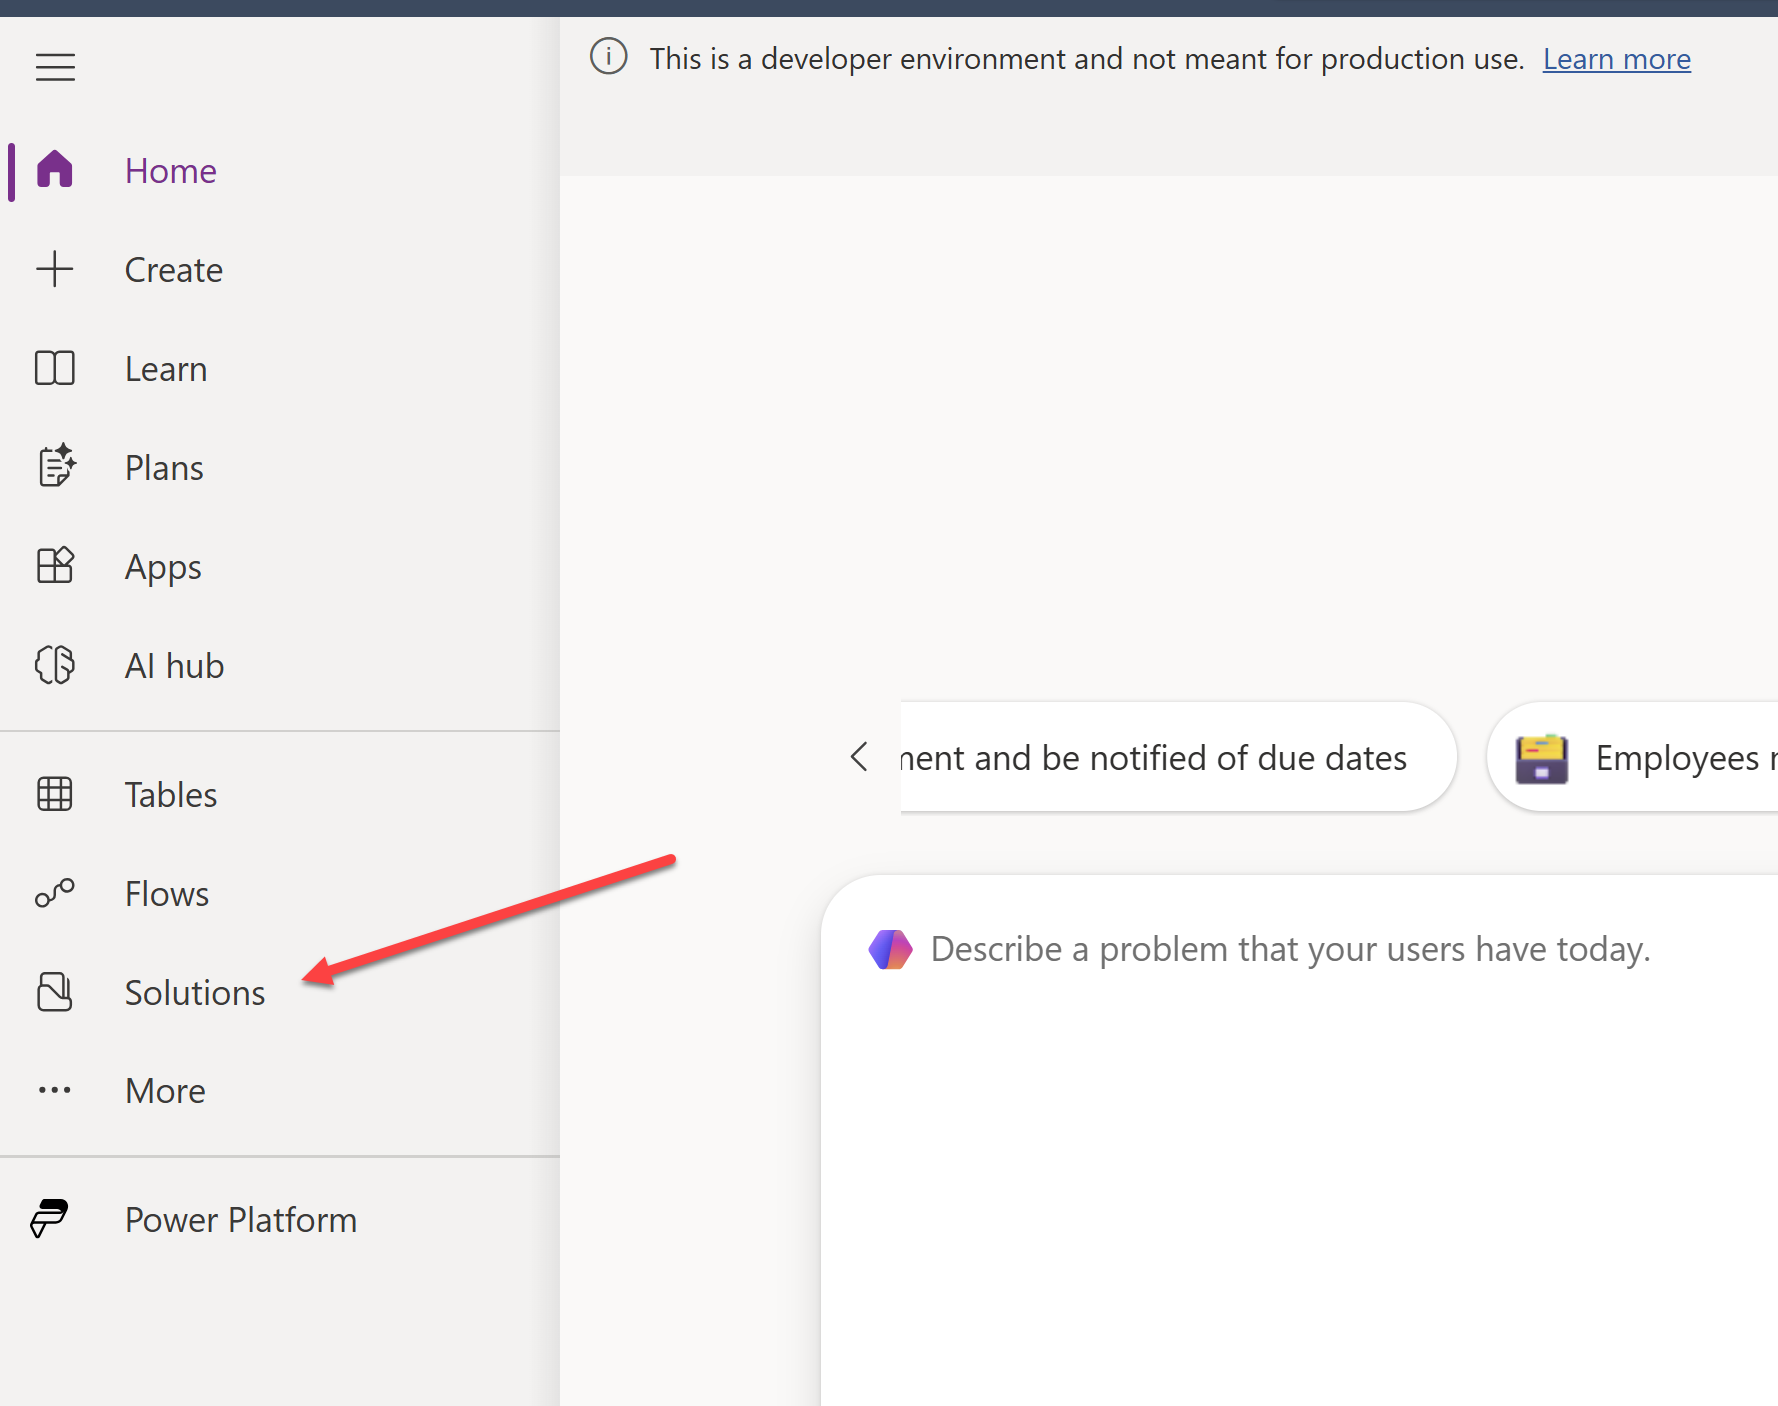 This is a developer environment and not meant for production use. Learn more
Home
Create
Learn
Plans
Apps
AI hub
Tables
Flows
Solutions
More
Power Platform
and be notified of due dates
Employees
Describe a problem that your users have today.